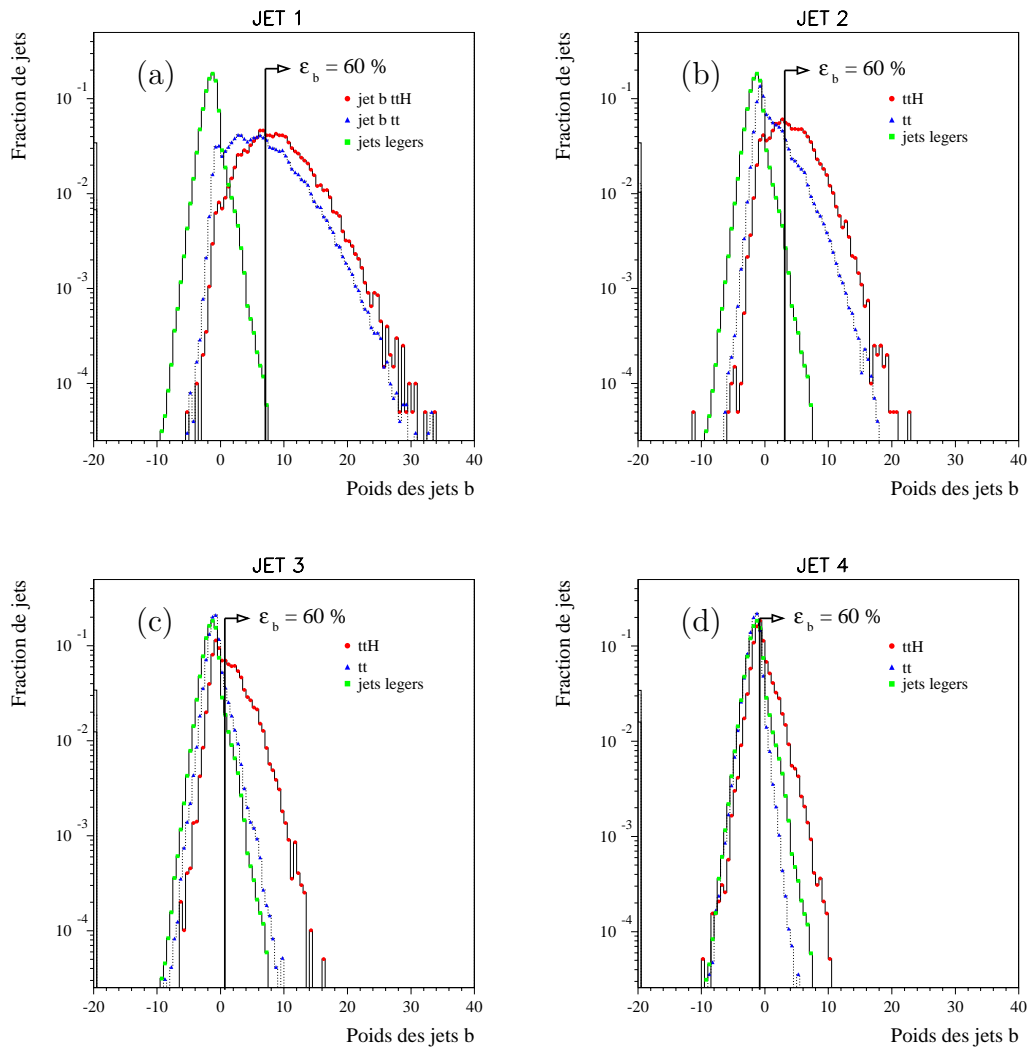 JET 1
Fraction de jets
(a)
ε b = 60 %
jet b ttH
jet b tt
jets legers
10 -1
10 -2
10 -3
10 -4
-20 -10 0 10 20 30 40
Poids des jets b
JET 2
Fraction de jets
(b)
ε b = 60 %
ttH
tt
jets legers
10 -1
10 -2
10 -3
10 -4
-20 -10 0 10 20 30 40
Poids des jets b
JET 3
Fraction de jets
(c)
ε b = 60 %
ttH
tt
jets legers
10 -1
10 -2
10 -3
10 -4
-20 -10 0 10 20 30 40
Poids des jets b
JET 4
Fraction de jets
(d)
ε b = 60 %
ttH
tt
jets legers
10 -1
10 -2
10 -3
10 -4
-20 -10 0 10 20 30 40
Poids des jets b